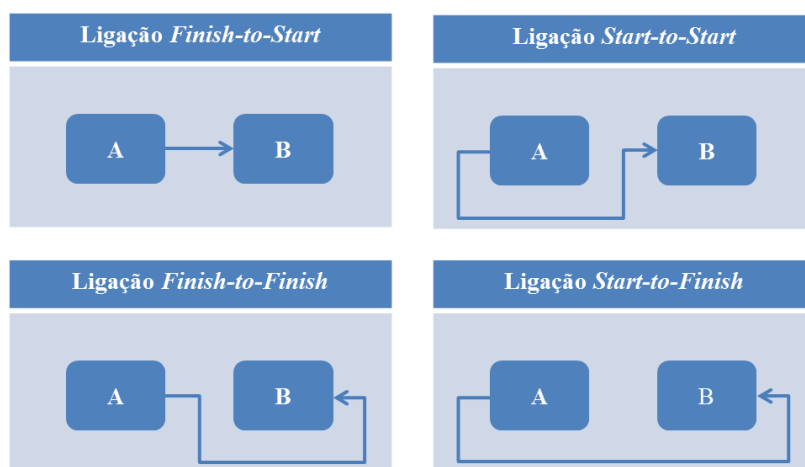 Ligação Finish-to-Start
A
B
Ligação Start-to-Start
A
B
Ligação Finish-to-Finish
A
B
Ligação Start-to-Finish
A
B